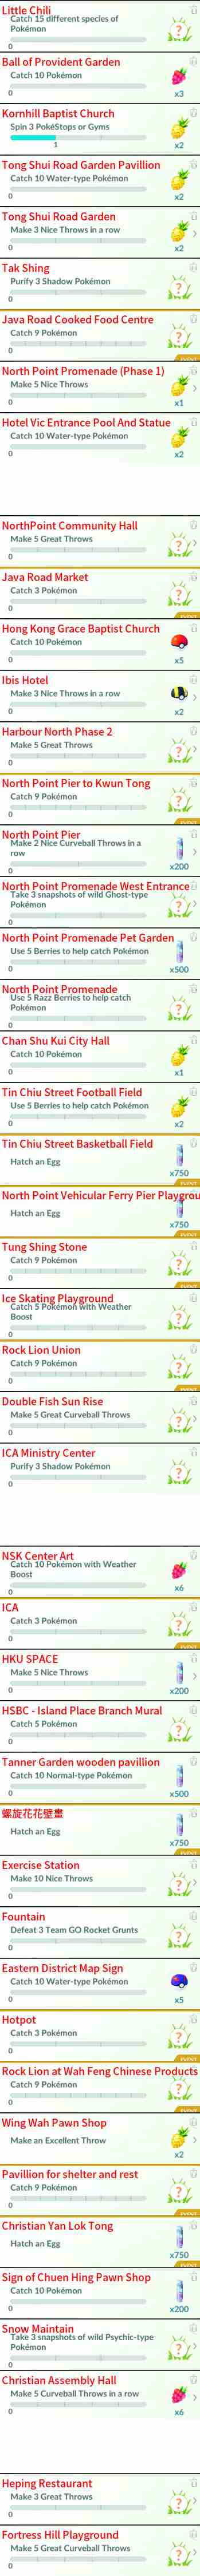 Little Chili
Catch 15 different species of
Pokémon
0
Ball of Provident Garden
Catch 10 Pokémon
0
x3
Kornhill Baptist Church
Spin 3 PokéStops or Gyms
1
x2
Tong Shui Road Garden Pavillion
Catch 10 Water-type Pokémon
0
x2
Tong Shui Road Garden
Make 3 Nice Throws in a row
0
x2
Tak Shing
Purify 3 Shadow Pokémon
0
Java Road Cooked Food Centre
Catch 9 Pokémon
0
EVENT
North Point Promenade (Phase 1)
Make 5 Nice Throws
0
x1
Hotel Vic Entrance Pool And Statue
Catch 10 Water-type Pokémon
0
x2
NorthPoint Community Hall
Make 5 Great Throws
0
Java Road Market
Catch 3 Pokémon
0
EVENT
Hong Kong Grace Baptist Church
Catch 10 Pokémon
0
x5
Ibis Hotel
Make 3 Nice Throws in a row
0
x2
Harbour North Phase 2
Make 5 Great Throws
0
North Point Pier to Kwun Tong
Catch 9 Pokémon
0
EVENT
North Point Pier
Make 2 Nice Curveball Throws in a
row
0
x200
North Point Promenade West Entrance
Take 3 snapshots of wild Ghost-type
Pokémon
0
North Point Promenade Pet Garden
Use 5 Berries to help catch Pokémon
0
x500
North Point Promenade
Use 5 Razz Berries to help catch
Pokémon
0
Chan Shu Kui City Hall
Catch 10 Pokémon
0
x1
Tin Chiu Street Football Field
Use 5 Berries to help catch Pokémon
0
x2
Tin Chiu Street Basketball Field
Hatch an Egg
x750
EVENT
North Point Vehicular Ferry Pier Playgrou
Hatch an Egg
x750
EVENT
Tung Shing Stone
Catch 9 Pokémon
0
EVENT
Ice Skating Playground
Catch 5 Pokémon with Weather
Boost
0
Rock Lion Union
Catch 9 Pokémon
0
EVENT
Double Fish Sun Rise
Make 5 Great Curveball Throws
0
ICA Ministry Center
Purify 3 Shadow Pokémon
0
NSK Center Art
Catch 10 Pokémon with Weather
Boost
0
x6
ICA
Catch 3 Pokémon
0
EVENT
HKU SPACE
Make 5 Nice Throws
0
x200
HSBC - Island Place Branch Mural
Catch 5 Pokémon
0
Tanner Garden wooden pavillion
Catch 10 Normal-type Pokémon
0
x500
螺旋花花壁畫
Hatch an Egg
x750
EVENT
Exercise Station
Make 10 Nice Throws
0
Fountain
Defeat 3 Team GO Rocket Grunts
0
Eastern District Map Sign
Catch 10 Water-type Pokémon
0
x5
Hotpot
Catch 3 Pokémon
0
EVENT
Rock Lion at Wah Feng Chinese Products
Catch 9 Pokémon
0
EVENT
Wing Wah Pawn Shop
Make an Excellent Throw
x2
Pavillion for shelter and rest
Catch 9 Pokémon
0
EVENT
Christian Yan Lok Tong
Hatch an Egg
x750
EVENT
Sign of Chuen Hing Pawn Shop
Catch 10 Pokémon
0
x200
Snow Maintain
Take 3 snapshots of wild Psychic-type
Pokémon
0
Christian Assembly Hall
Make 5 Curveball Throws in a row
0
x6
Heping Restaurant
Make 3 Great Throws
0
Fortress Hill Playground
Make 5 Great Curveball Throws
0